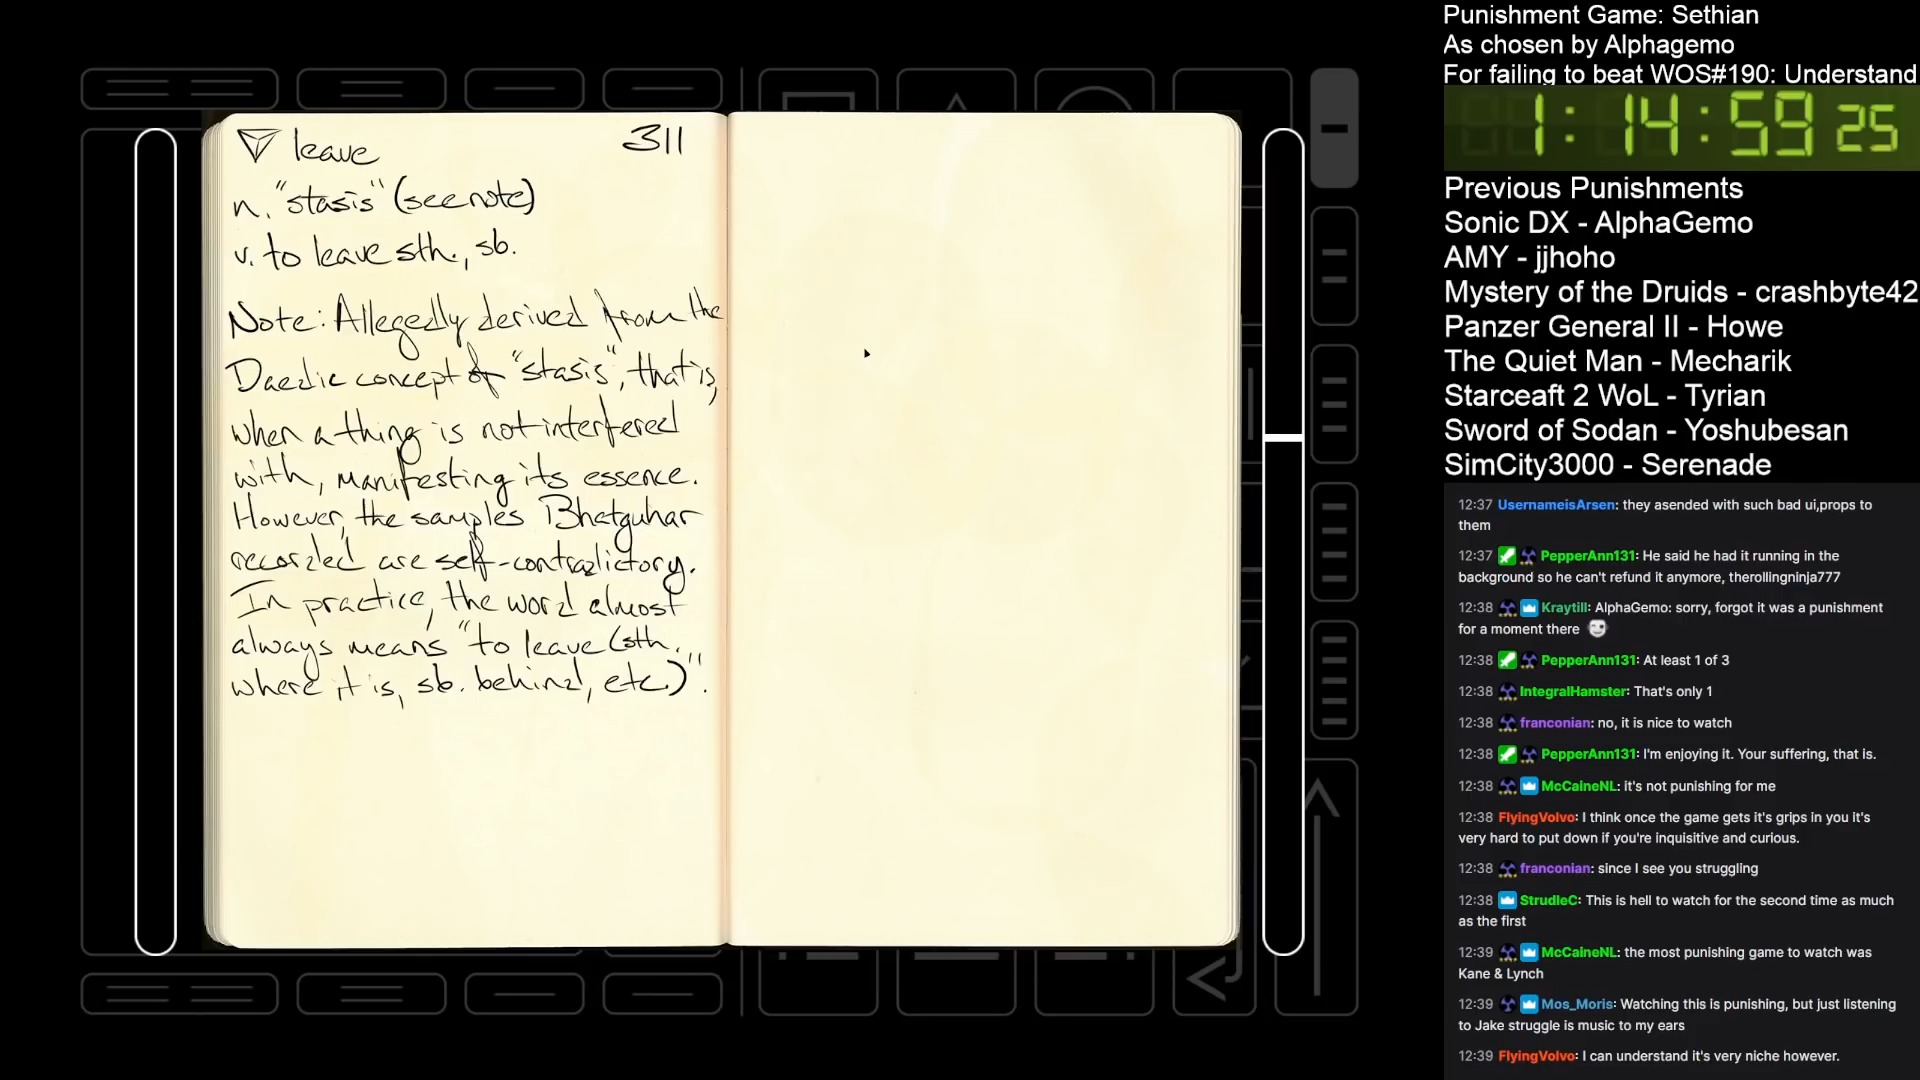 leave 311
n. "stasis" (see note)
v. to leave sth., sb.
Note: Allegedly derived from the
Daedic concept of "stasis", that is,
when a thing is not interfered
with, manifesting its essence.
However, the samples Bhatguhar
recorded are self-contradictory.
In practice, the word almost
always means "to leave (sth.
where it is, sb. behind, etc.)".
Punishment Game: Sethian
As chosen by Alphagemo
For failing to beat WOS#190: Understand
1:14:59 25
Previous Punishments
Sonic DX - AlphaGemo
AMY - jjhoho
Mystery of the Druids - crashbyte42
Panzer General II - Howe
The Quiet Man - Mecharik
Starceaft 2 WoL - Tyrian
Sword of Sodan - Yoshubesan
SimCity3000 - Serenade
12:37 UsernameisArsen: they asended with such bad ui,props to
them
12:37 PepperAnn131: He said he had it running in the
background so he can't refund it anymore, therollingninja777
12:38 Kraytill: AlphaGemo: sorry, forgot it was a punishment
for a moment there
12:38 PepperAnn131: At least 1 of 3
12:38 IntegralHamster: That's only 1
12:38 franconian: no, it is nice to watch
12:38 PepperAnn131: I'm enjoying it. Your suffering, that is.
12:38 McCaineNL: it's not punishing for me
12:38 FlyingVolvo: I think once the game gets it's grips in you it's
very hard to put down if you're inquisitive and curious.
12:38 franconian: since I see you struggling
12:38 StrudleC: This is hell to watch for the second time as much
as the first
12:39 McCaineNL: the most punishing game to watch was
Kane & Lynch
12:39 Mos_Moris: Watching this is punishing, but just listening
to Jake struggle is music to my ears
12:39 FlyingVolvo: I can understand it's very niche however.